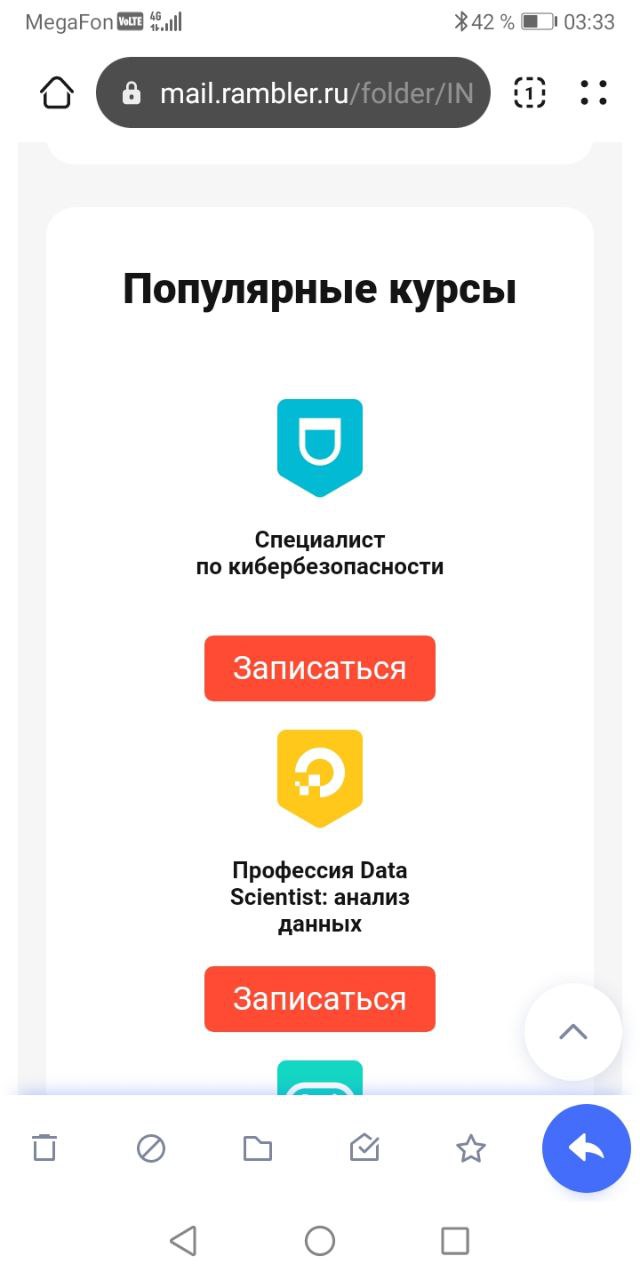 MegaFon VoLTE 4G 42 % 03:33
mail.rambler.ru/folder/IN
1
Популярные курсы
Специалист
по кибербезопасности
Записаться
Профессия Data
Scientist: анализ
данных
Записаться